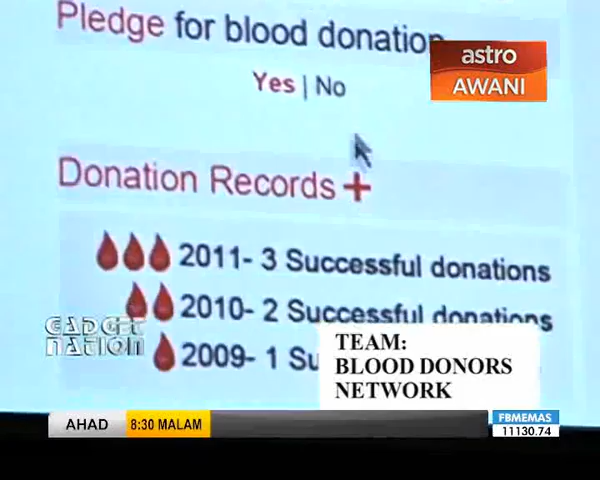 Pledge for blood donation
astro
AWANI
Yes | No
Donation Records +
2011- 3 Successful donations
2010- 2 Successful donations
2009- 1 Su
GADGET
NATION
TEAM:
BLOOD DONORS
NETWORK
AHAD 8:30 MALAM
FBMEMAS
11130.74